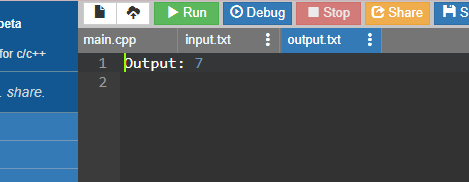 beta
Run Debug Stop Share S
for c/c++
main.cpp input.txt output.txt
. share.
1 Output: 7
2